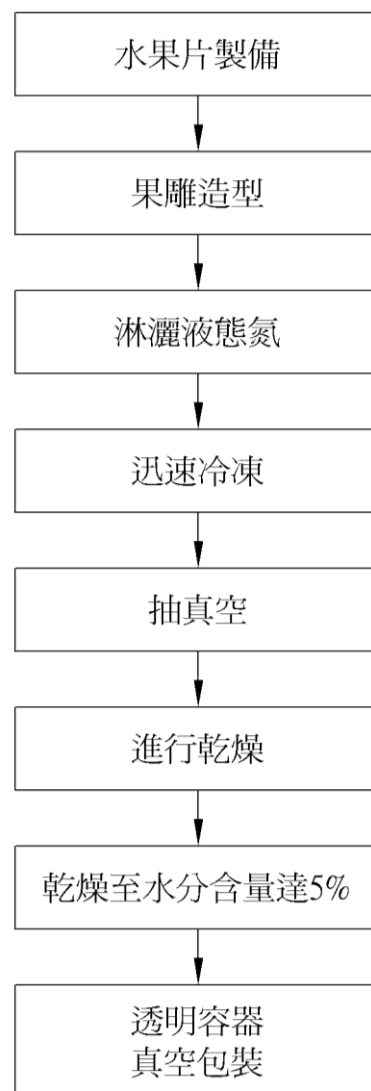 水果片製備
果雕造型
淋灑液態氮
迅速冷凍
抽真空
進行乾燥
乾燥至水分含量達5%
透明容器
真空包裝